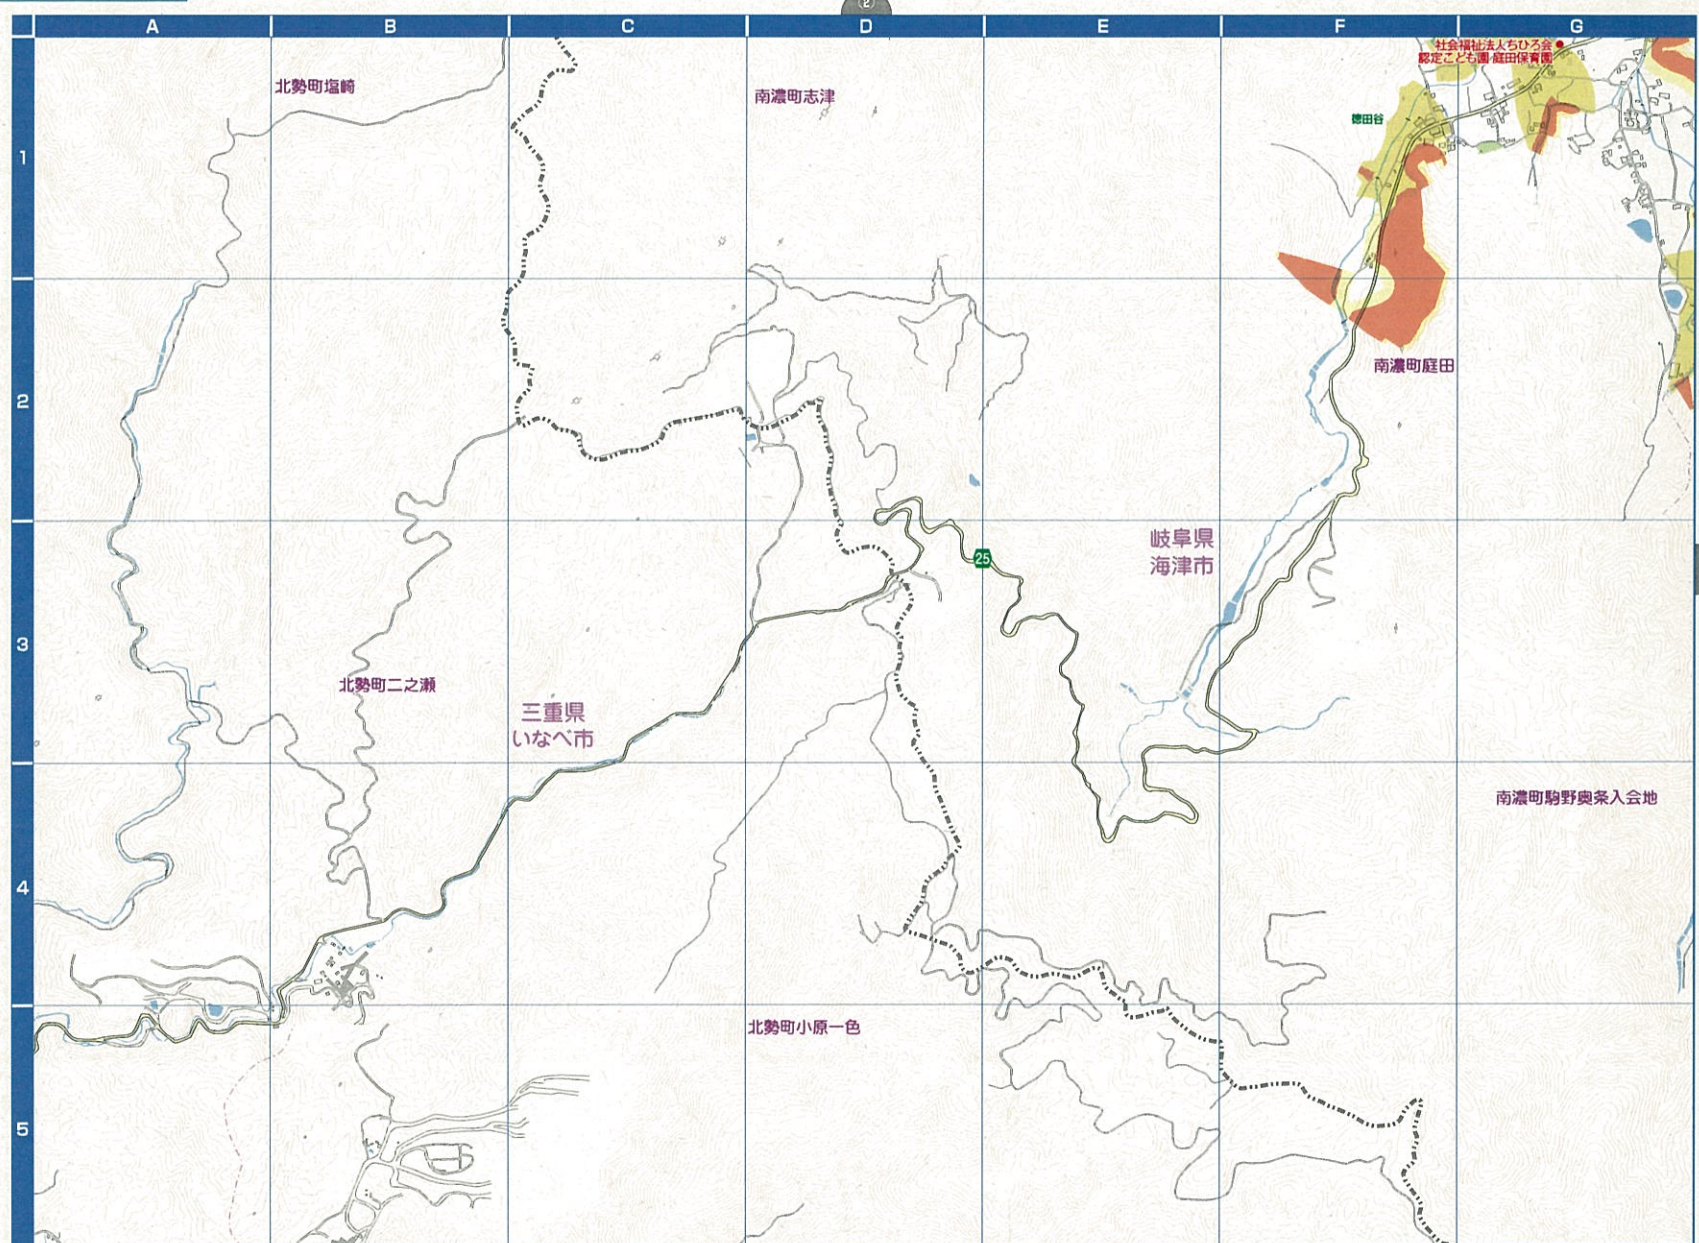 ②
A B C D E F G
社会福祉法人ちひろ会
認定こども園 庭田保育園
北勢町塩崎
南濃町志津
徳田谷
1
南濃町庭田
2
25
岐阜県
海津市
3
北勢町二之瀬
三重県
いなべ市
南濃町駒野奥条入会地
4
北勢町小原一色
5